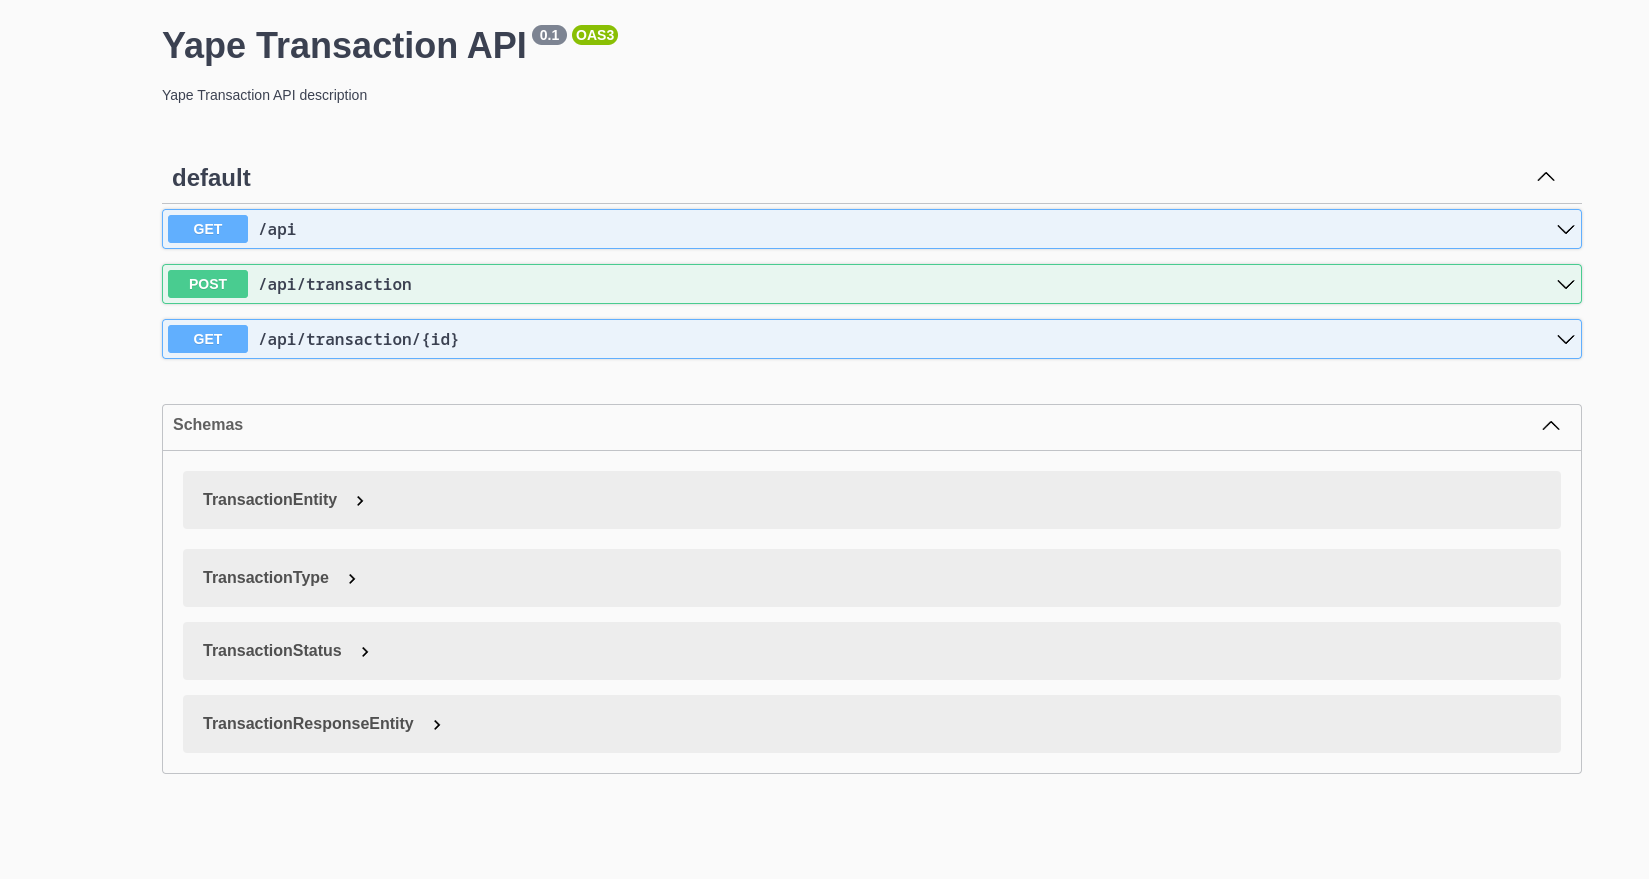 Yape Transaction API 0.1 OAS3
Yape Transaction API description
default
GET /api
POST /api/transaction
GET /api/transaction/{id}
Schemas
TransactionEntity
TransactionType
TransactionStatus
TransactionResponseEntity